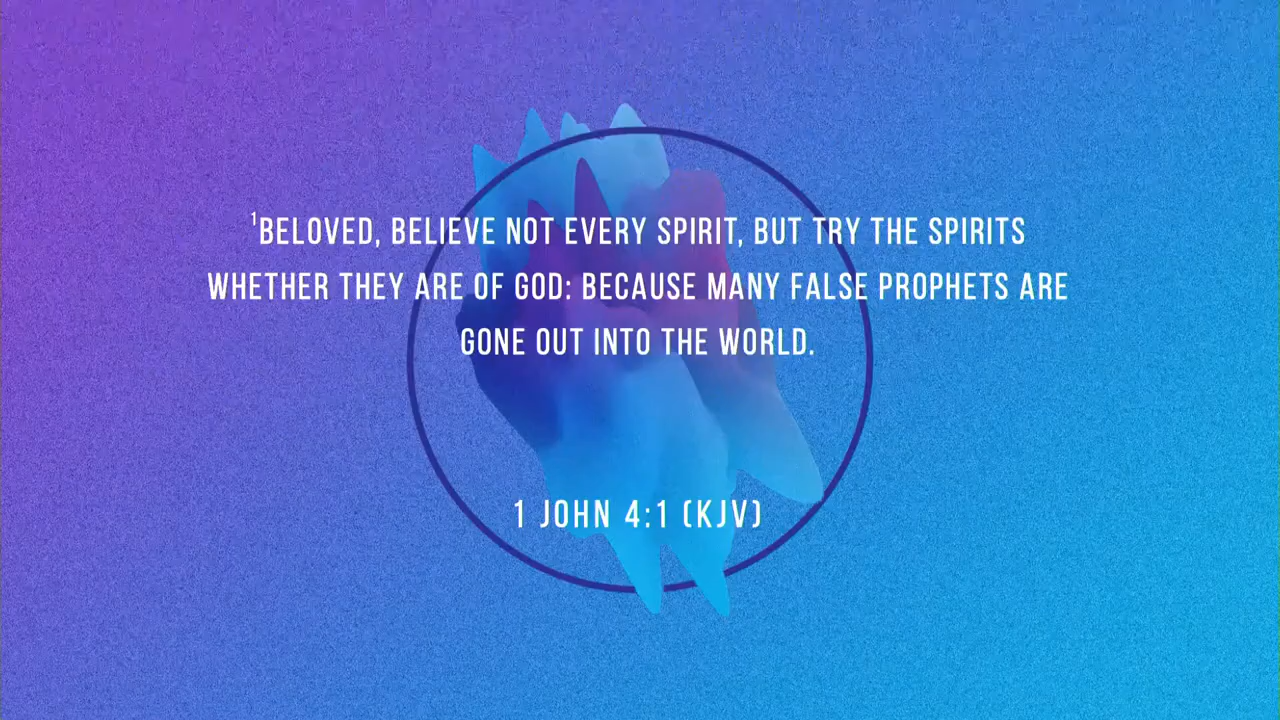 ¹BELOVED, BELIEVE NOT EVERY SPIRIT, BUT TRY THE SPIRITS
WHETHER THEY ARE OF GOD: BECAUSE MANY FALSE PROPHETS ARE
GONE OUT INTO THE WORLD.
1 JOHN 4:1 (KJV)